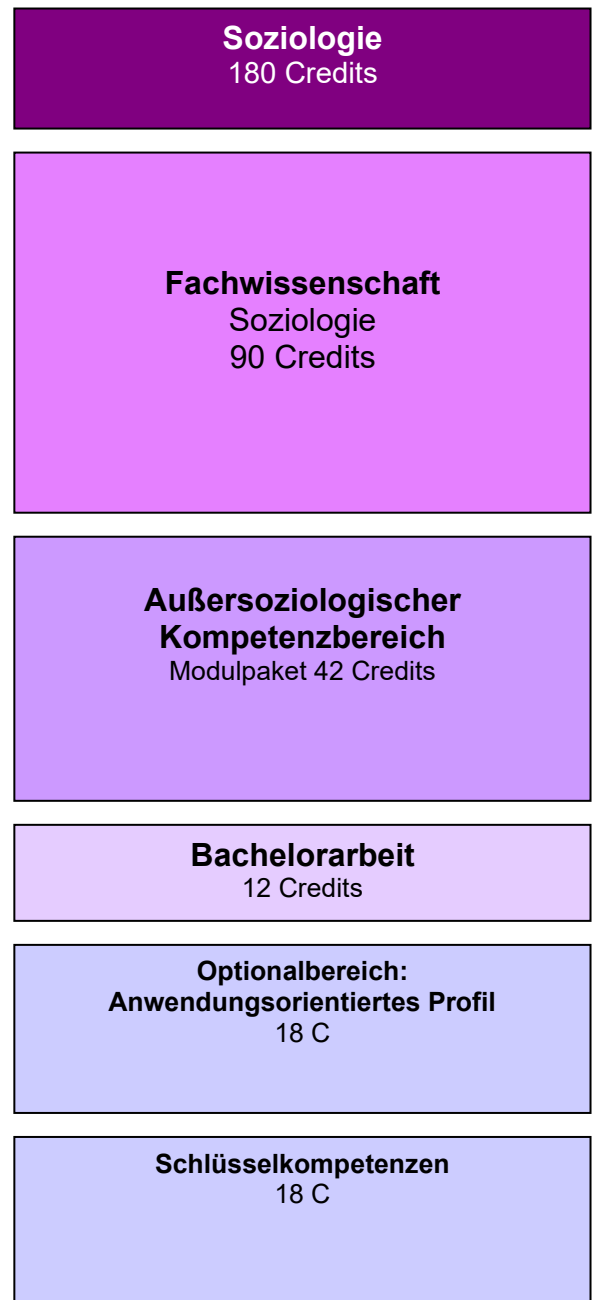 Soziologie
180 Credits
Fachwissenschaft
Soziologie
90 Credits
Außersoziologischer
Kompetenzbereich
Modulpaket 42 Credits
Bachelorarbeit
12 Credits
Optionalbereich:
Anwendungsorientiertes Profil
18 C
Schlüsselkompetenzen
18 C